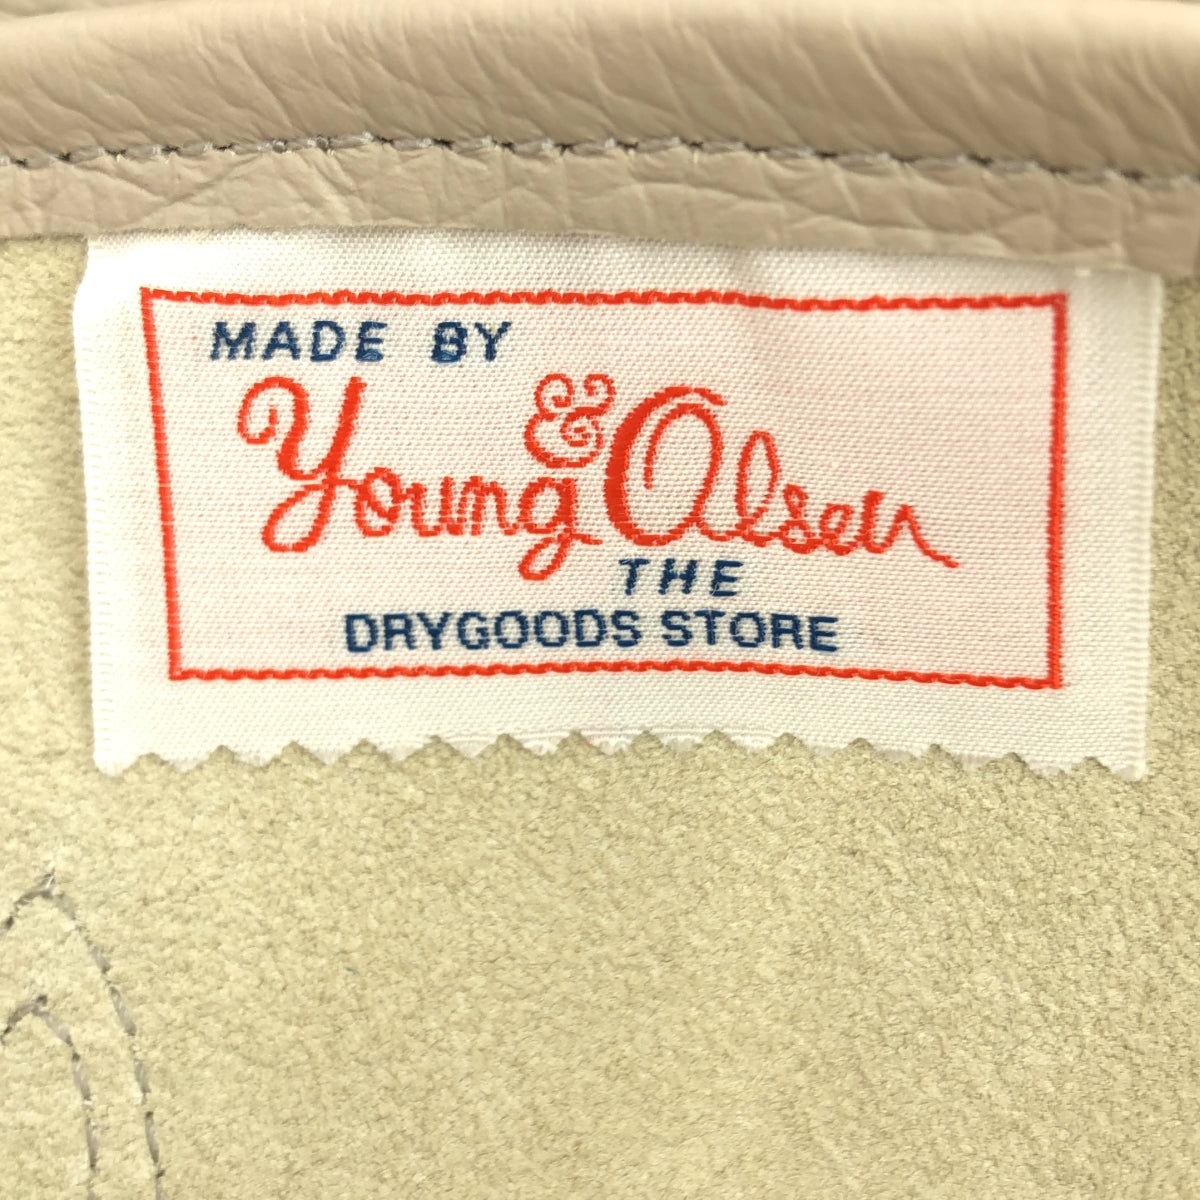 MADE BY
Young & Olsen
THE
DRYGOODS STORE